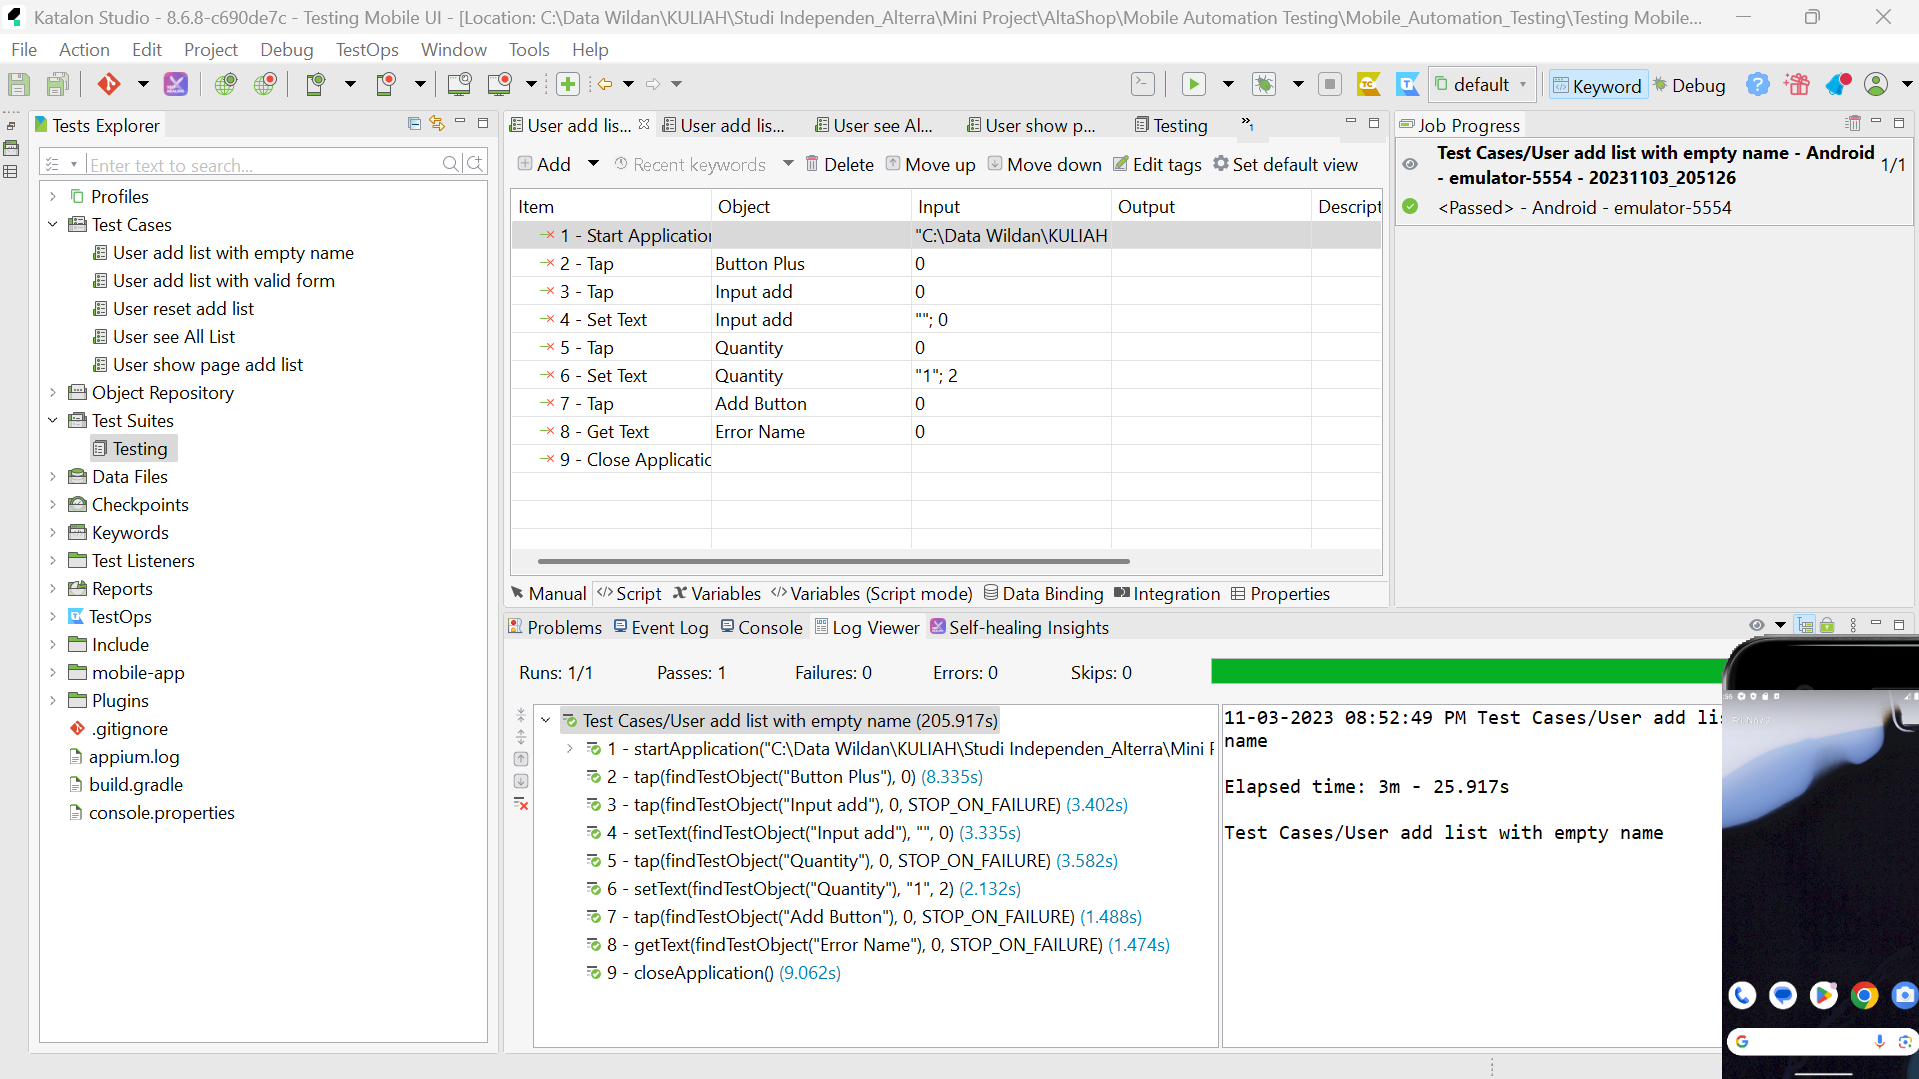 Katalon Studio - 8.6.8-c690de7c - Testing Mobile UI - [Location: C:\Data Wildan\KULIAH\Studi Independen_Alterra\Mini Project\AltaShop\Mobile Automation Testing\Mobile_Automation_Testing\Testing Mobile...
File Action Edit Project Debug TestOps Window Tools Help
TC T default Keyword Debug
Tests Explorer
Enter text to search...
Profiles
Test Cases
User add list with empty name
User add list with valid form
User reset add list
User see All List
User show page add list
Object Repository
Test Suites
Testing
Data Files
Checkpoints
Keywords
Test Listeners
Reports
TestOps
Include
mobile-app
Plugins
.gitignore
appium.log
build.gradle
console.properties
User add lis... User add lis... User see Al... User show p... Testing »1
Add Recent keywords Delete Move up Move down Edit tags Set default view
Item Object Input Output Descript
1 - Start Application "C:\Data Wildan\KULIAH
2 - Tap Button Plus 0
3 - Tap Input add 0
4 - Set Text Input add ""; 0
5 - Tap Quantity 0
6 - Set Text Quantity "1"; 2
7 - Tap Add Button 0
8 - Get Text Error Name 0
9 - Close Applicatic
Manual Script Variables Variables (Script mode) Data Binding Integration Properties
Job Progress
Test Cases/User add list with empty name - Android - emulator-5554 - 20231103_205126 1/1
<Passed> - Android - emulator-5554
Problems Event Log Console Log Viewer Self-healing Insights
Runs: 1/1 Passes: 1 Failures: 0 Errors: 0 Skips: 0
Test Cases/User add list with empty name (205.917s)
1 - startApplication("C:\Data Wildan\KULIAH\Studi Independen_Alterra\Mini F
2 - tap(findTestObject("Button Plus"), 0) (8.335s)
3 - tap(findTestObject("Input add"), 0, STOP_ON_FAILURE) (3.402s)
4 - setText(findTestObject("Input add"), "", 0) (3.335s)
5 - tap(findTestObject("Quantity"), 0, STOP_ON_FAILURE) (3.582s)
6 - setText(findTestObject("Quantity"), "1", 2) (2.132s)
7 - tap(findTestObject("Add Button"), 0, STOP_ON_FAILURE) (1.488s)
8 - getText(findTestObject("Error Name"), 0, STOP_ON_FAILURE) (1.474s)
9 - closeApplication() (9.062s)
11-03-2023 08:52:49 PM Test Cases/User add li
name
Elapsed time: 3m - 25.917s
Test Cases/User add list with empty name